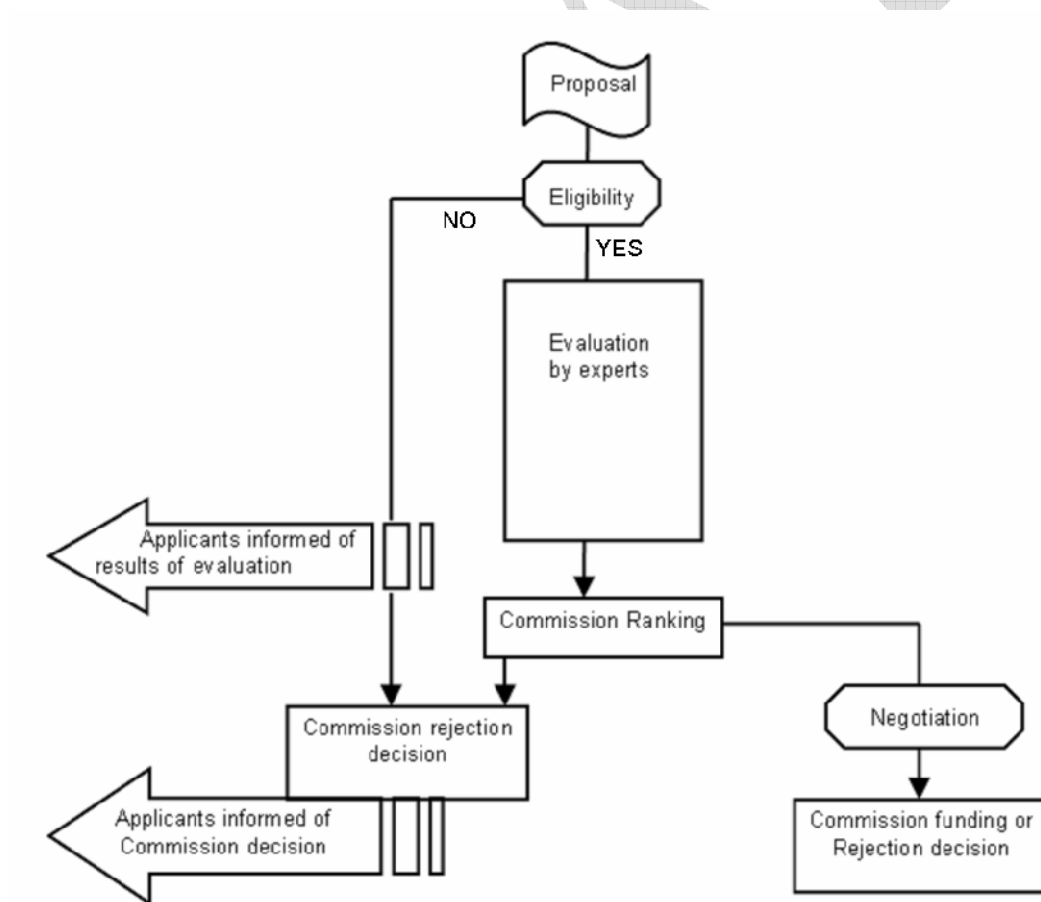 Proposal
Eligibility
NO
YES
Evaluation
by experts
Applicants informed of
results of evaluation
Commission Ranking
Commission rejection
decision
Negotiation
Applicants informed of
Commission decision
Commission funding or
Rejection decision